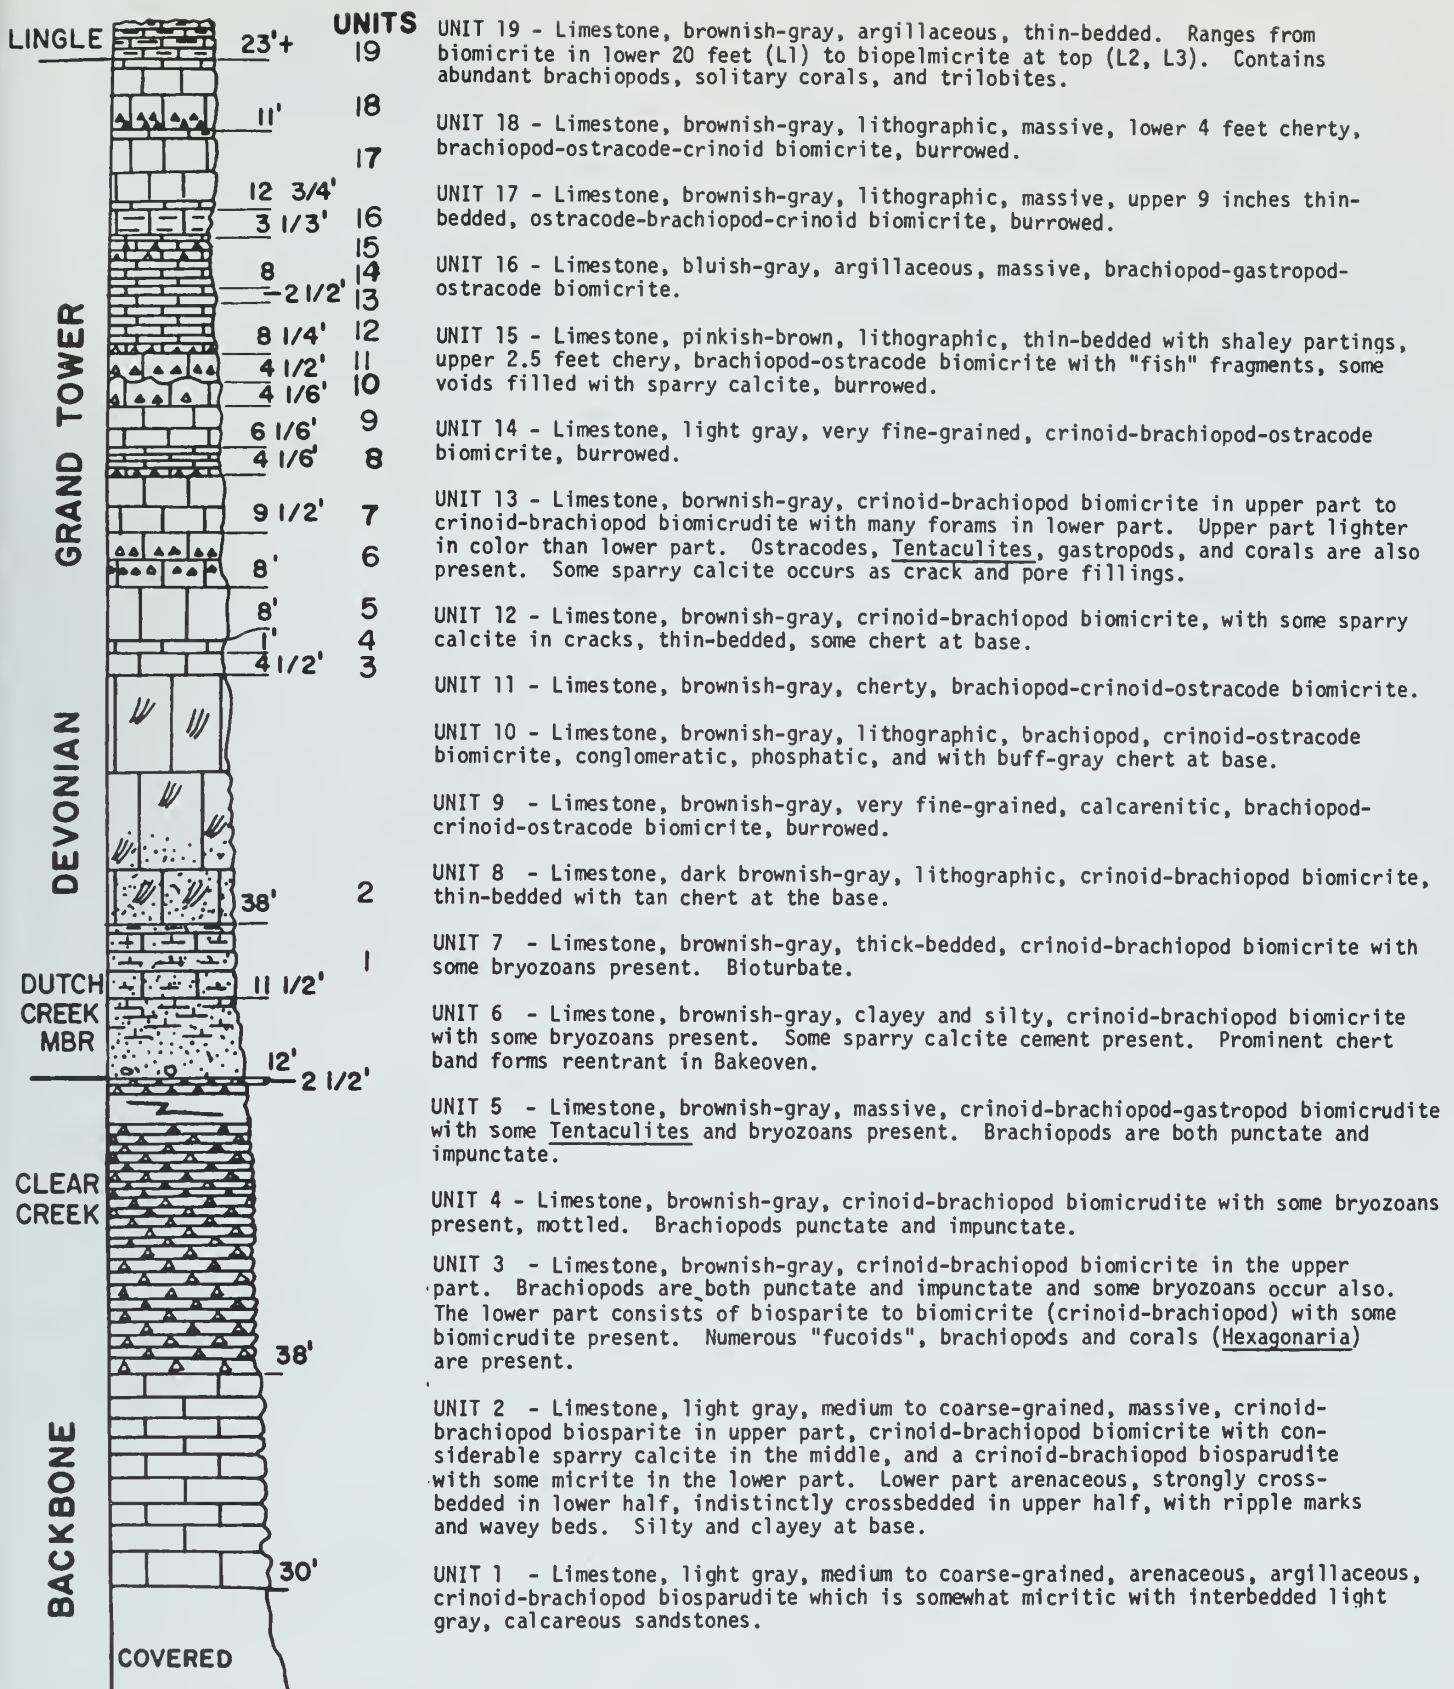 UNITS
LINGLE
23'+
19
11'
18
17
12 3/4'
3 1/3'
16
15
8
14
2 1/2'
13
8 1/4'
12
4 1/2'
11
4 1/6'
10
6 1/6'
9
4 1/6'
8
9 1/2'
7
8'
6
8'
5
1'
4
4 1/2'
3
38'
2
1
11 1/2'
12'
2 1/2'
38'
30'
GRAND TOWER
DEVONIAN
DUTCH
CREEK
MBR
CLEAR
CREEK
BACKBONE
COVERED
UNIT 19 - Limestone, brownish-gray, argillaceous, thin-bedded. Ranges from
biomicrite in lower 20 feet (L1) to biopelmicrite at top (L2, L3). Contains
abundant brachiopods, solitary corals, and trilobites.
UNIT 18 - Limestone, brownish-gray, lithographic, massive, lower 4 feet cherty,
brachiopod-ostracode-crinoid biomicrite, burrowed.
UNIT 17 - Limestone, brownish-gray, lithographic, massive, upper 9 inches thin-
bedded, ostracode-brachiopod-crinoid biomicrite, burrowed.
UNIT 16 - Limestone, bluish-gray, argillaceous, massive, brachiopod-gastropod-
ostracode biomicrite.
UNIT 15 - Limestone, pinkish-brown, lithographic, thin-bedded with shaley partings,
upper 2.5 feet chery, brachiopod-ostracode biomicrite with "fish" fragments, some
voids filled with sparry calcite, burrowed.
UNIT 14 - Limestone, light gray, very fine-grained, crinoid-brachiopod-ostracode
biomicrite, burrowed.
UNIT 13 - Limestone, borwnish-gray, crinoid-brachiopod biomicrite in upper part to
crinoid-brachiopod biomicrudite with many forams in lower part. Upper part lighter
in color than lower part. Ostracodes, Tentaculites, gastropods, and corals are also
present. Some sparry calcite occurs as crack and pore fillings.
UNIT 12 - Limestone, brownish-gray, crinoid-brachiopod biomicrite, with some sparry
calcite in cracks, thin-bedded, some chert at base.
UNIT 11 - Limestone, brownish-gray, cherty, brachiopod-crinoid-ostracode biomicrite.
UNIT 10 - Limestone, brownish-gray, lithographic, brachiopod, crinoid-ostracode
biomicrite, conglomeratic, phosphatic, and with buff-gray chert at base.
UNIT 9 - Limestone, brownish-gray, very fine-grained, calcarenitic, brachiopod-
crinoid-ostracode biomicrite, burrowed.
UNIT 8 - Limestone, dark brownish-gray, lithographic, crinoid-brachiopod biomicrite,
thin-bedded with tan chert at the base.
UNIT 7 - Limestone, brownish-gray, thick-bedded, crinoid-brachiopod biomicrite with
some bryozoans present. Bioturbate.
UNIT 6 - Limestone, brownish-gray, clayey and silty, crinoid-brachiopod biomicrite
with some bryozoans present. Some sparry calcite cement present. Prominent chert
band forms reentrant in Bakeoven.
UNIT 5 - Limestone, brownish-gray, massive, crinoid-brachiopod-gastropod biomicrudite
with some Tentaculites and bryozoans present. Brachiopods are both punctate and
impunctate.
UNIT 4 - Limestone, brownish-gray, crinoid-brachiopod biomicrudite with some bryozoans
present, mottled. Brachiopods punctate and impunctate.
UNIT 3 - Limestone, brownish-gray, crinoid-brachiopod biomicrite in the upper
part. Brachiopods are both punctate and impunctate and some bryozoans occur also.
The lower part consists of biosparite to biomicrite (crinoid-brachiopod) with some
biomicrudite present. Numerous "fucoids", brachiopods and corals (Hexagonaria)
are present.
UNIT 2 - Limestone, light gray, medium to coarse-grained, massive, crinoid-
brachiopod biosparite in upper part, crinoid-brachiopod biomicrite with con-
siderable sparry calcite in the middle, and a crinoid-brachiopod biosparudite
with some micrite in the lower part. Lower part arenaceous, strongly cross-
bedded in lower half, indistinctly crossbedded in upper half, with ripple marks
and wavey beds. Silty and clayey at base.
UNIT 1 - Limestone, light gray, medium to coarse-grained, arenaceous, argillaceous,
crinoid-brachiopod biosparudite which is somewhat micritic with interbedded light
gray, calcareous sandstones.